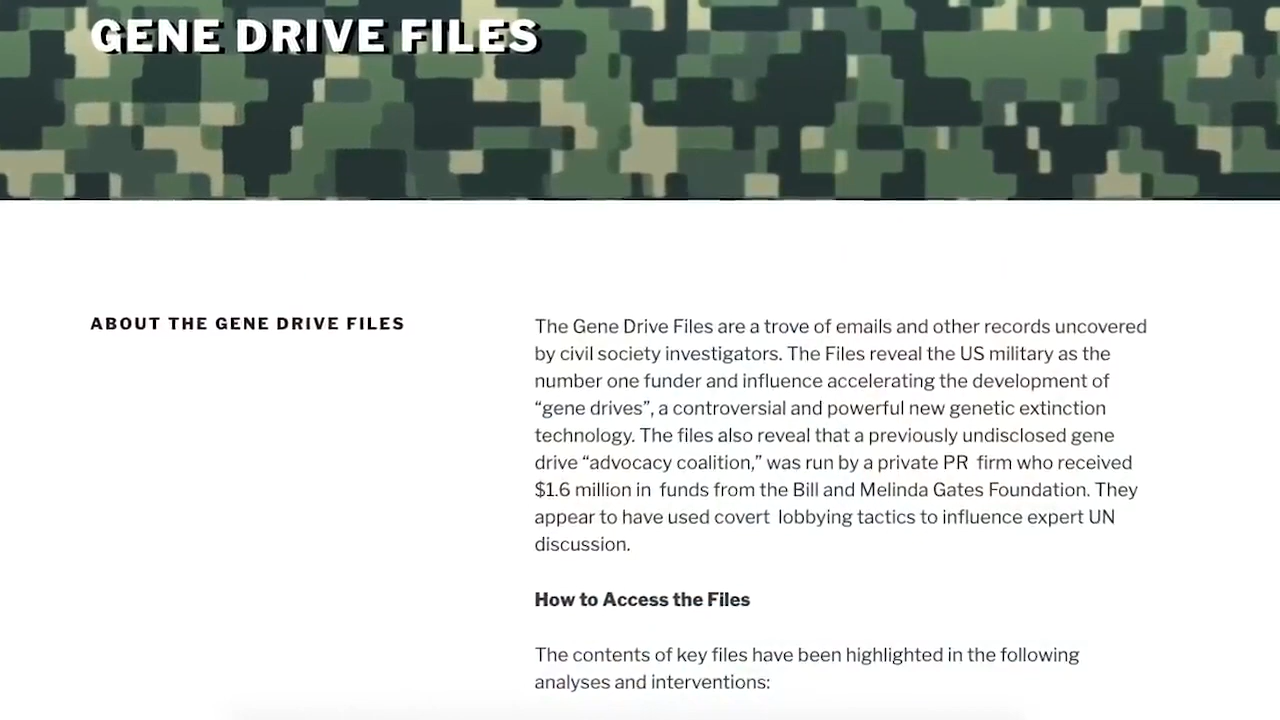 GENE DRIVE FILES
ABOUT THE GENE DRIVE FILES
The Gene Drive Files are a trove of emails and other records uncovered
by civil society investigators. The Files reveal the US military as the
number one funder and influence accelerating the development of
“gene drives”, a controversial and powerful new genetic extinction
technology. The files also reveal that a previously undisclosed gene
drive “advocacy coalition,” was run by a private PR firm who received
$1.6 million in funds from the Bill and Melinda Gates Foundation. They
appear to have used covert lobbying tactics to influence expert UN
discussion.
How to Access the Files
The contents of key files have been highlighted in the following
analyses and interventions: